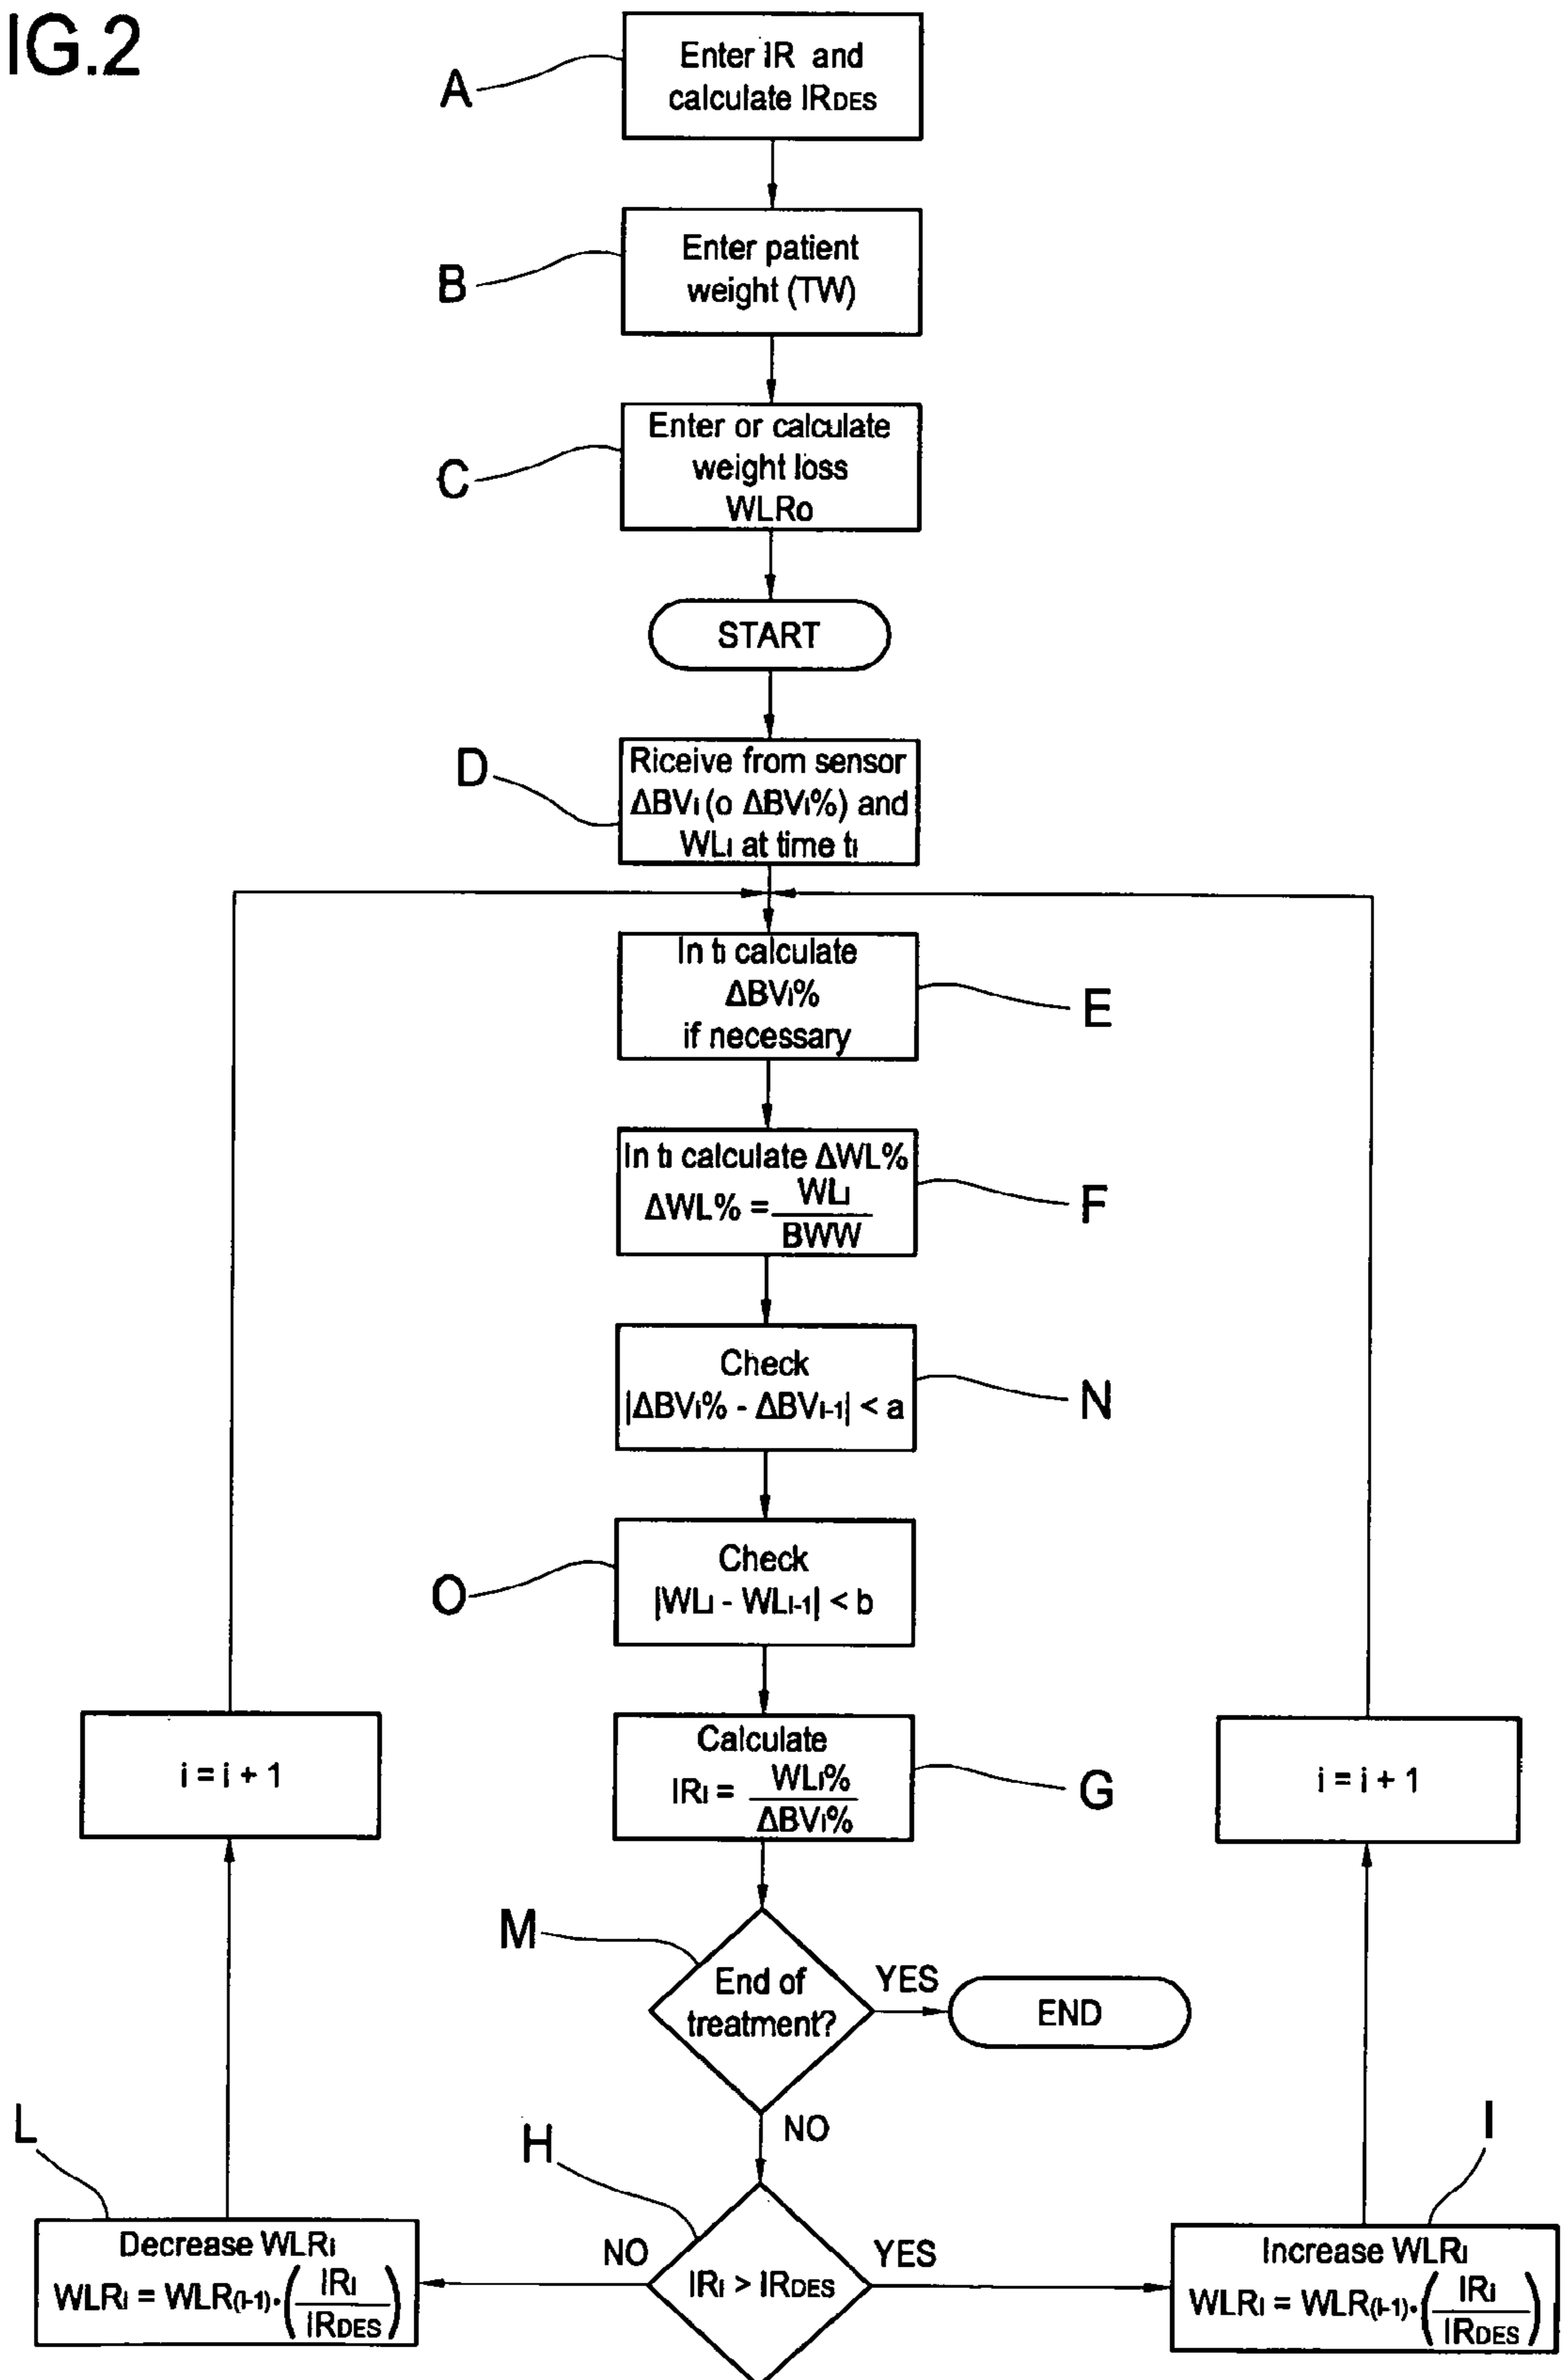 IG.2
A
Enter IR and
calculate IRDES
B
Enter patient
weight (TW)
C
Enter or calculate
weight loss
WLRo
START
D
Riceive from sensor
ΔBVi (o ΔBVi%) and
WLi at time ti
In ti calculate
ΔBVi%
if necessary
E
In ti calculate ΔWL%
ΔWL% = WLi / BWW
F
Check
|ΔBVi% - ΔBVi-1| < a
N
Check
|WLi - WLi-1| < b
O
Calculate
IRi = WLi% / ΔBVi%
G
i = i + 1
i = i + 1
M
End of
treatment?
YES
END
NO
H
IRi > IRDES
NO
YES
L
Decrease WLRi
WLRi = WLR(i-1)·(IRi / IRDES)
I
Increase WLRi
WLRi = WLR(i-1)·(IRi / IRDES)